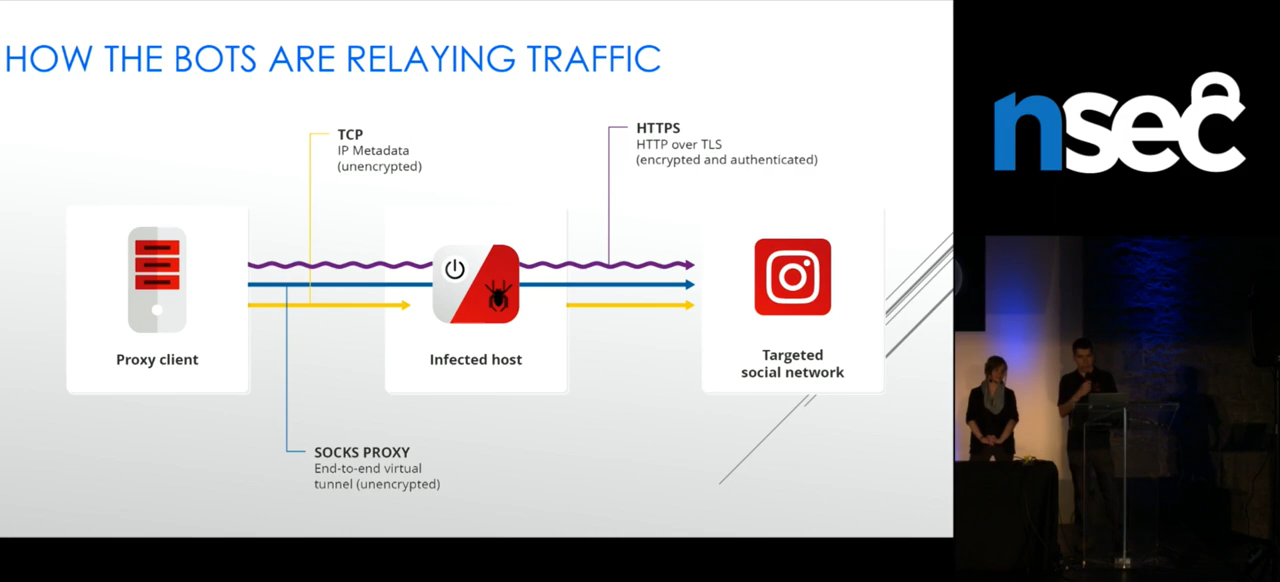 HOW THE BOTS ARE RELAYING TRAFFIC
TCP
IP Metadata
(unencrypted)
HTTPS
HTTP over TLS
(encrypted and authenticated)
Proxy client
Infected host
Targeted
social network
SOCKS PROXY
End-to-end virtual
tunnel (unencrypted)
nsec